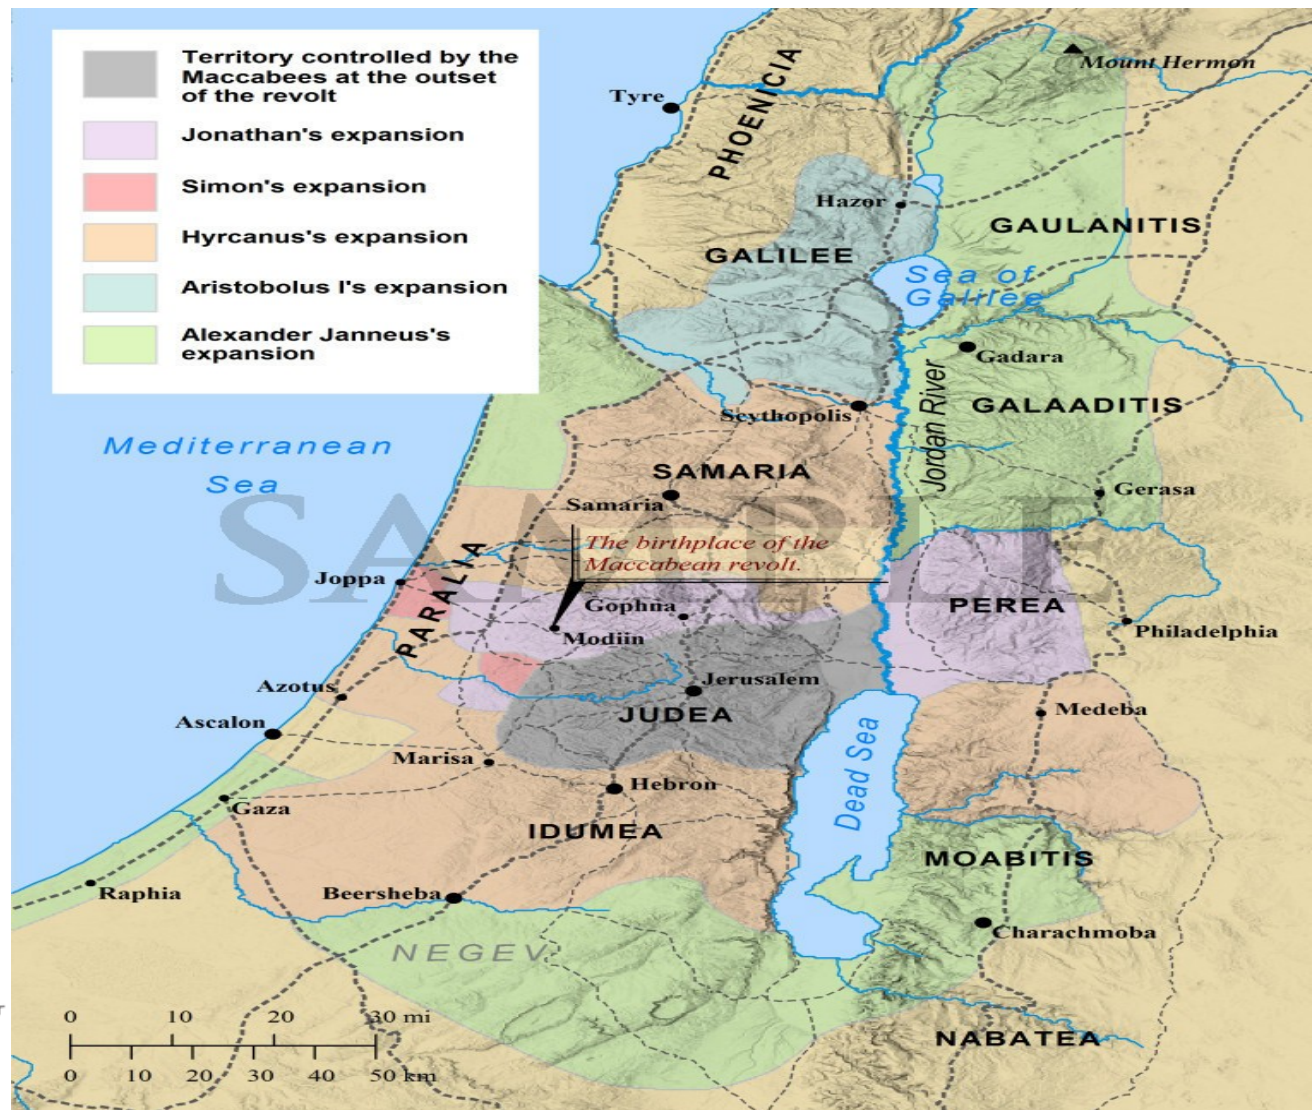 Territory controlled by the
Maccabees at the outset
of the revolt
Jonathan's expansion
Simon's expansion
Hyrcanus's expansion
Aristobolus I's expansion
Alexander Janneus's
expansion
Mount Hermon
Tyre
PHOENICIA
Hazor
GAULANITIS
GALILEE
Sea of
Galilee
Gadara
Jordan River
GALAADITIS
Scythopolis
Mediterranean
Sea
SAMARIA
Samaria
Gerasa
SAMPLE
The birthplace of the
Maccabean revolt.
Joppa
PARALIA
Gophna
Modiin
PEREA
Philadelphia
Azotus
Jerusalem
JUDEA
Medeba
Ascalon
Marisa
Dead Sea
Hebron
Gaza
IDUMEA
MOABITIS
Raphia
Beersheba
Charachmoba
NEGEV
NABATEA
0 10 20 30 mi
0 10 20 30 40 50 km